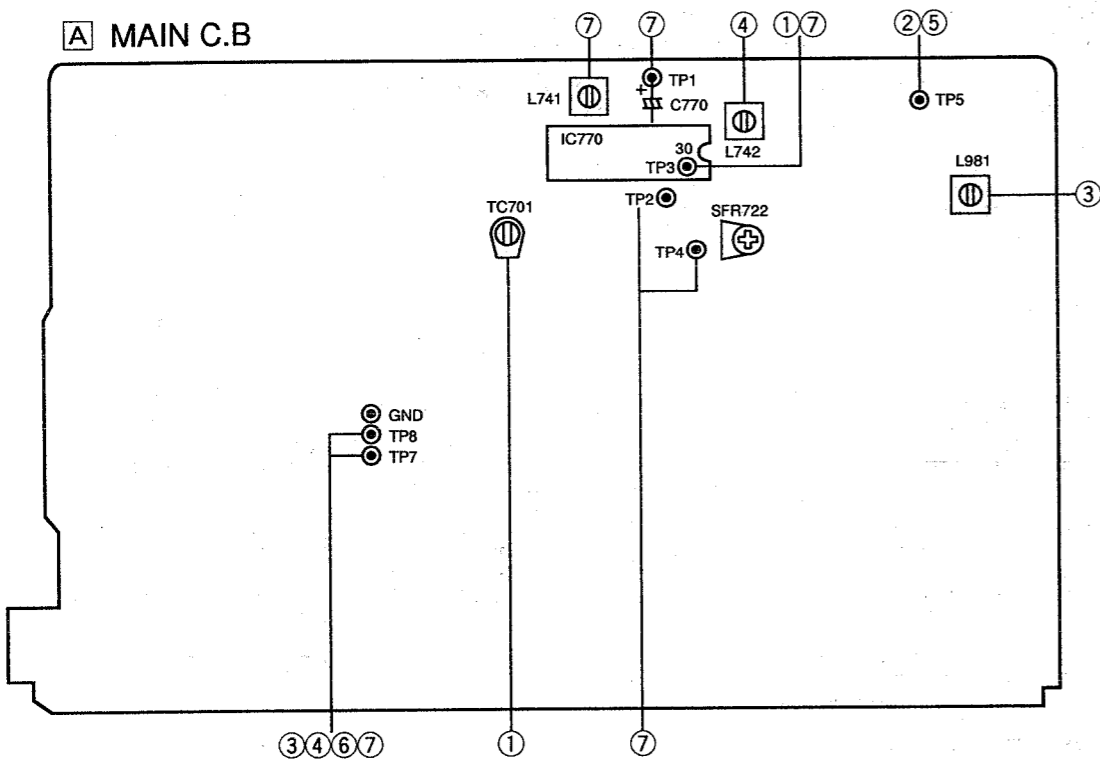 A MAIN C.B
⑦ ⑦ ④ ①⑦ ②⑤
TP1
L741
+
C770
TP5
IC770
L742
30
TP3
L981
③
TP2
TC701
SFR722
TP4
GND
TP8
TP7
③④⑥⑦ ① ⑦